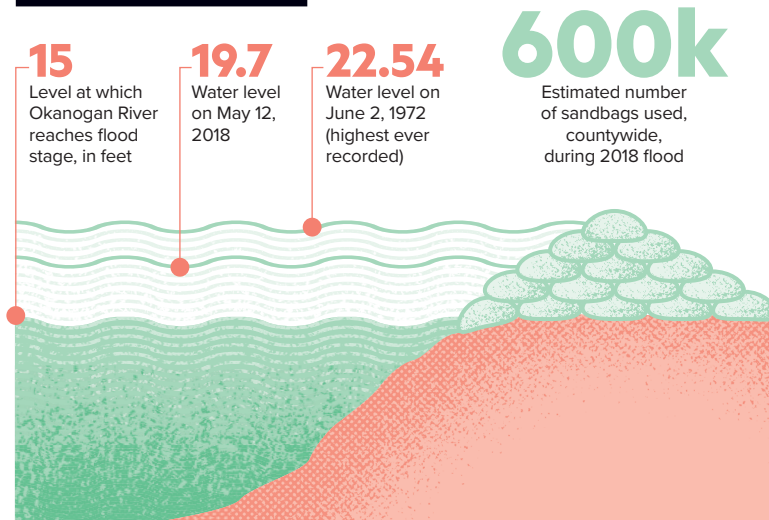 15
Level at which
Okanogan River
reaches flood
stage, in feet
19.7
Water level
on May 12,
2018
22.54
Water level on
June 2, 1972
(highest ever
recorded)
600k
Estimated number
of sandbags used,
countywide,
during 2018 flood